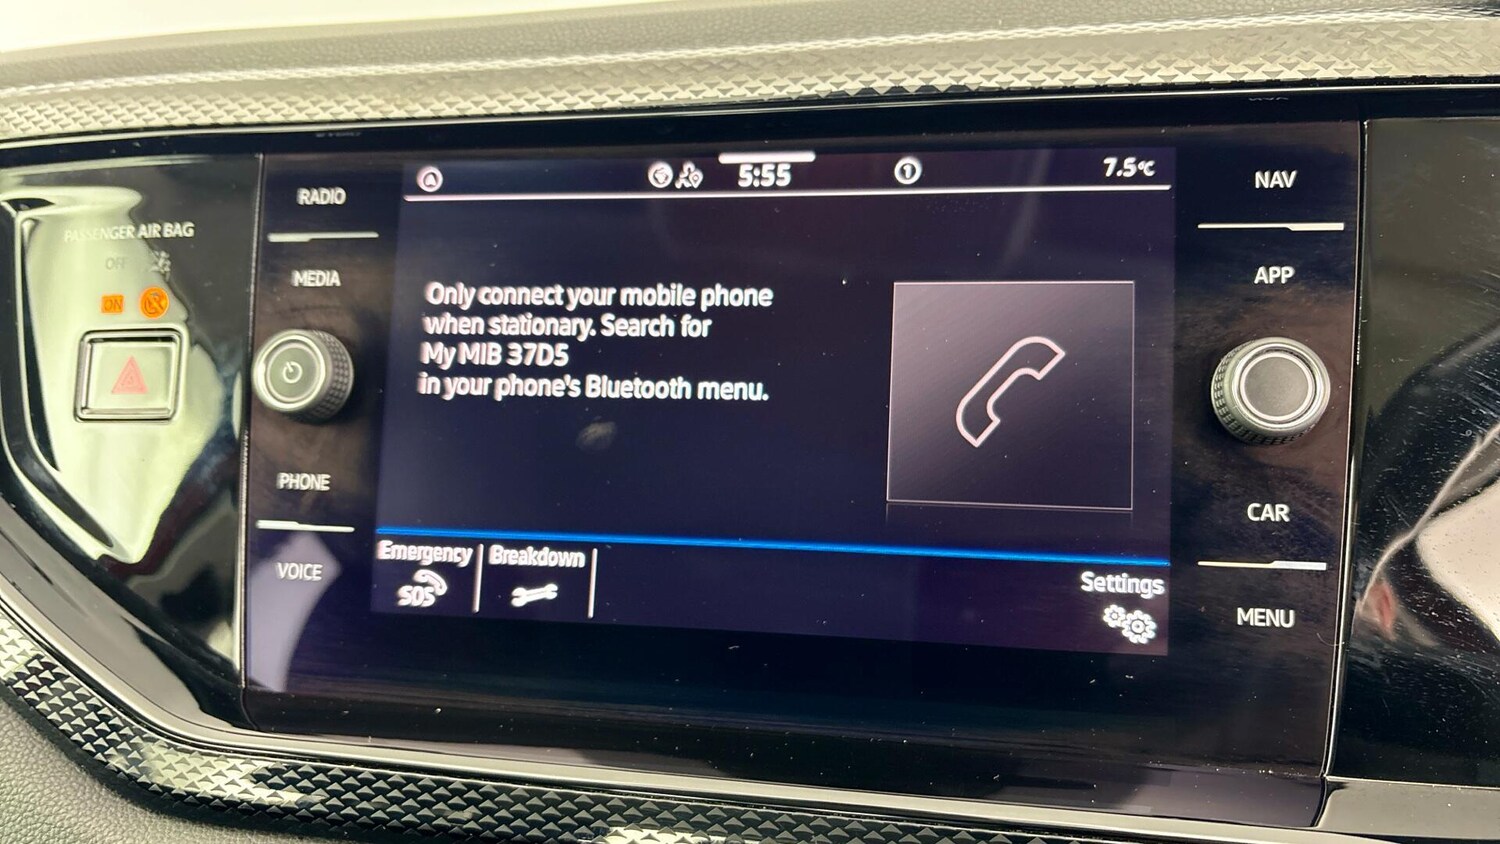 5:55
1
7.5°C
RADIO
MEDIA
PHONE
VOICE
PASSENGER AIR BAG
OFF
ON
Only connect your mobile phone
when stationary. Search for
My MIB 37D5
in your phone's Bluetooth menu.
Emergency
SOS
Breakdown
Settings
NAV
APP
CAR
MENU